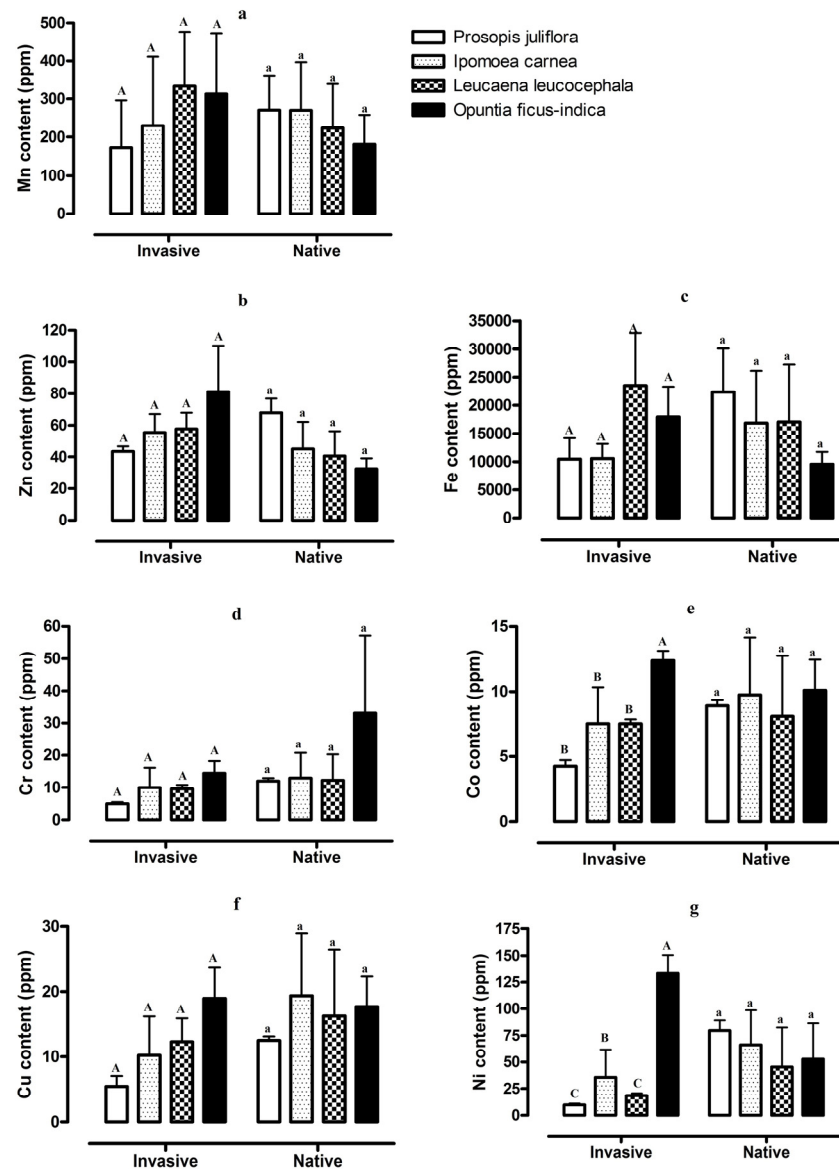 a
Mn content (ppm)
500
400
300
200
100
0
A A A A a a a a
Invasive Native
Prosopis juliflora
Ipomoea carnea
Leucaena leucocephala
Opuntia ficus-indica
b
Zn content (ppm)
120
100
80
60
40
20
0
A A A A a a a a
Invasive Native
c
Fe content (ppm)
35000
30000
25000
20000
15000
10000
5000
0
A A A A a a a a
Invasive Native
d
Cr content (ppm)
60
50
40
30
20
10
0
A A A A a a a a
Invasive Native
e
Co content (ppm)
15
10
5
0
B B B A a a a a
Invasive Native
f
Cu content (ppm)
30
20
10
0
A A A A a a a a
Invasive Native
g
Ni content (ppm)
175
150
125
100
75
50
25
0
C B C A a a a a
Invasive Native